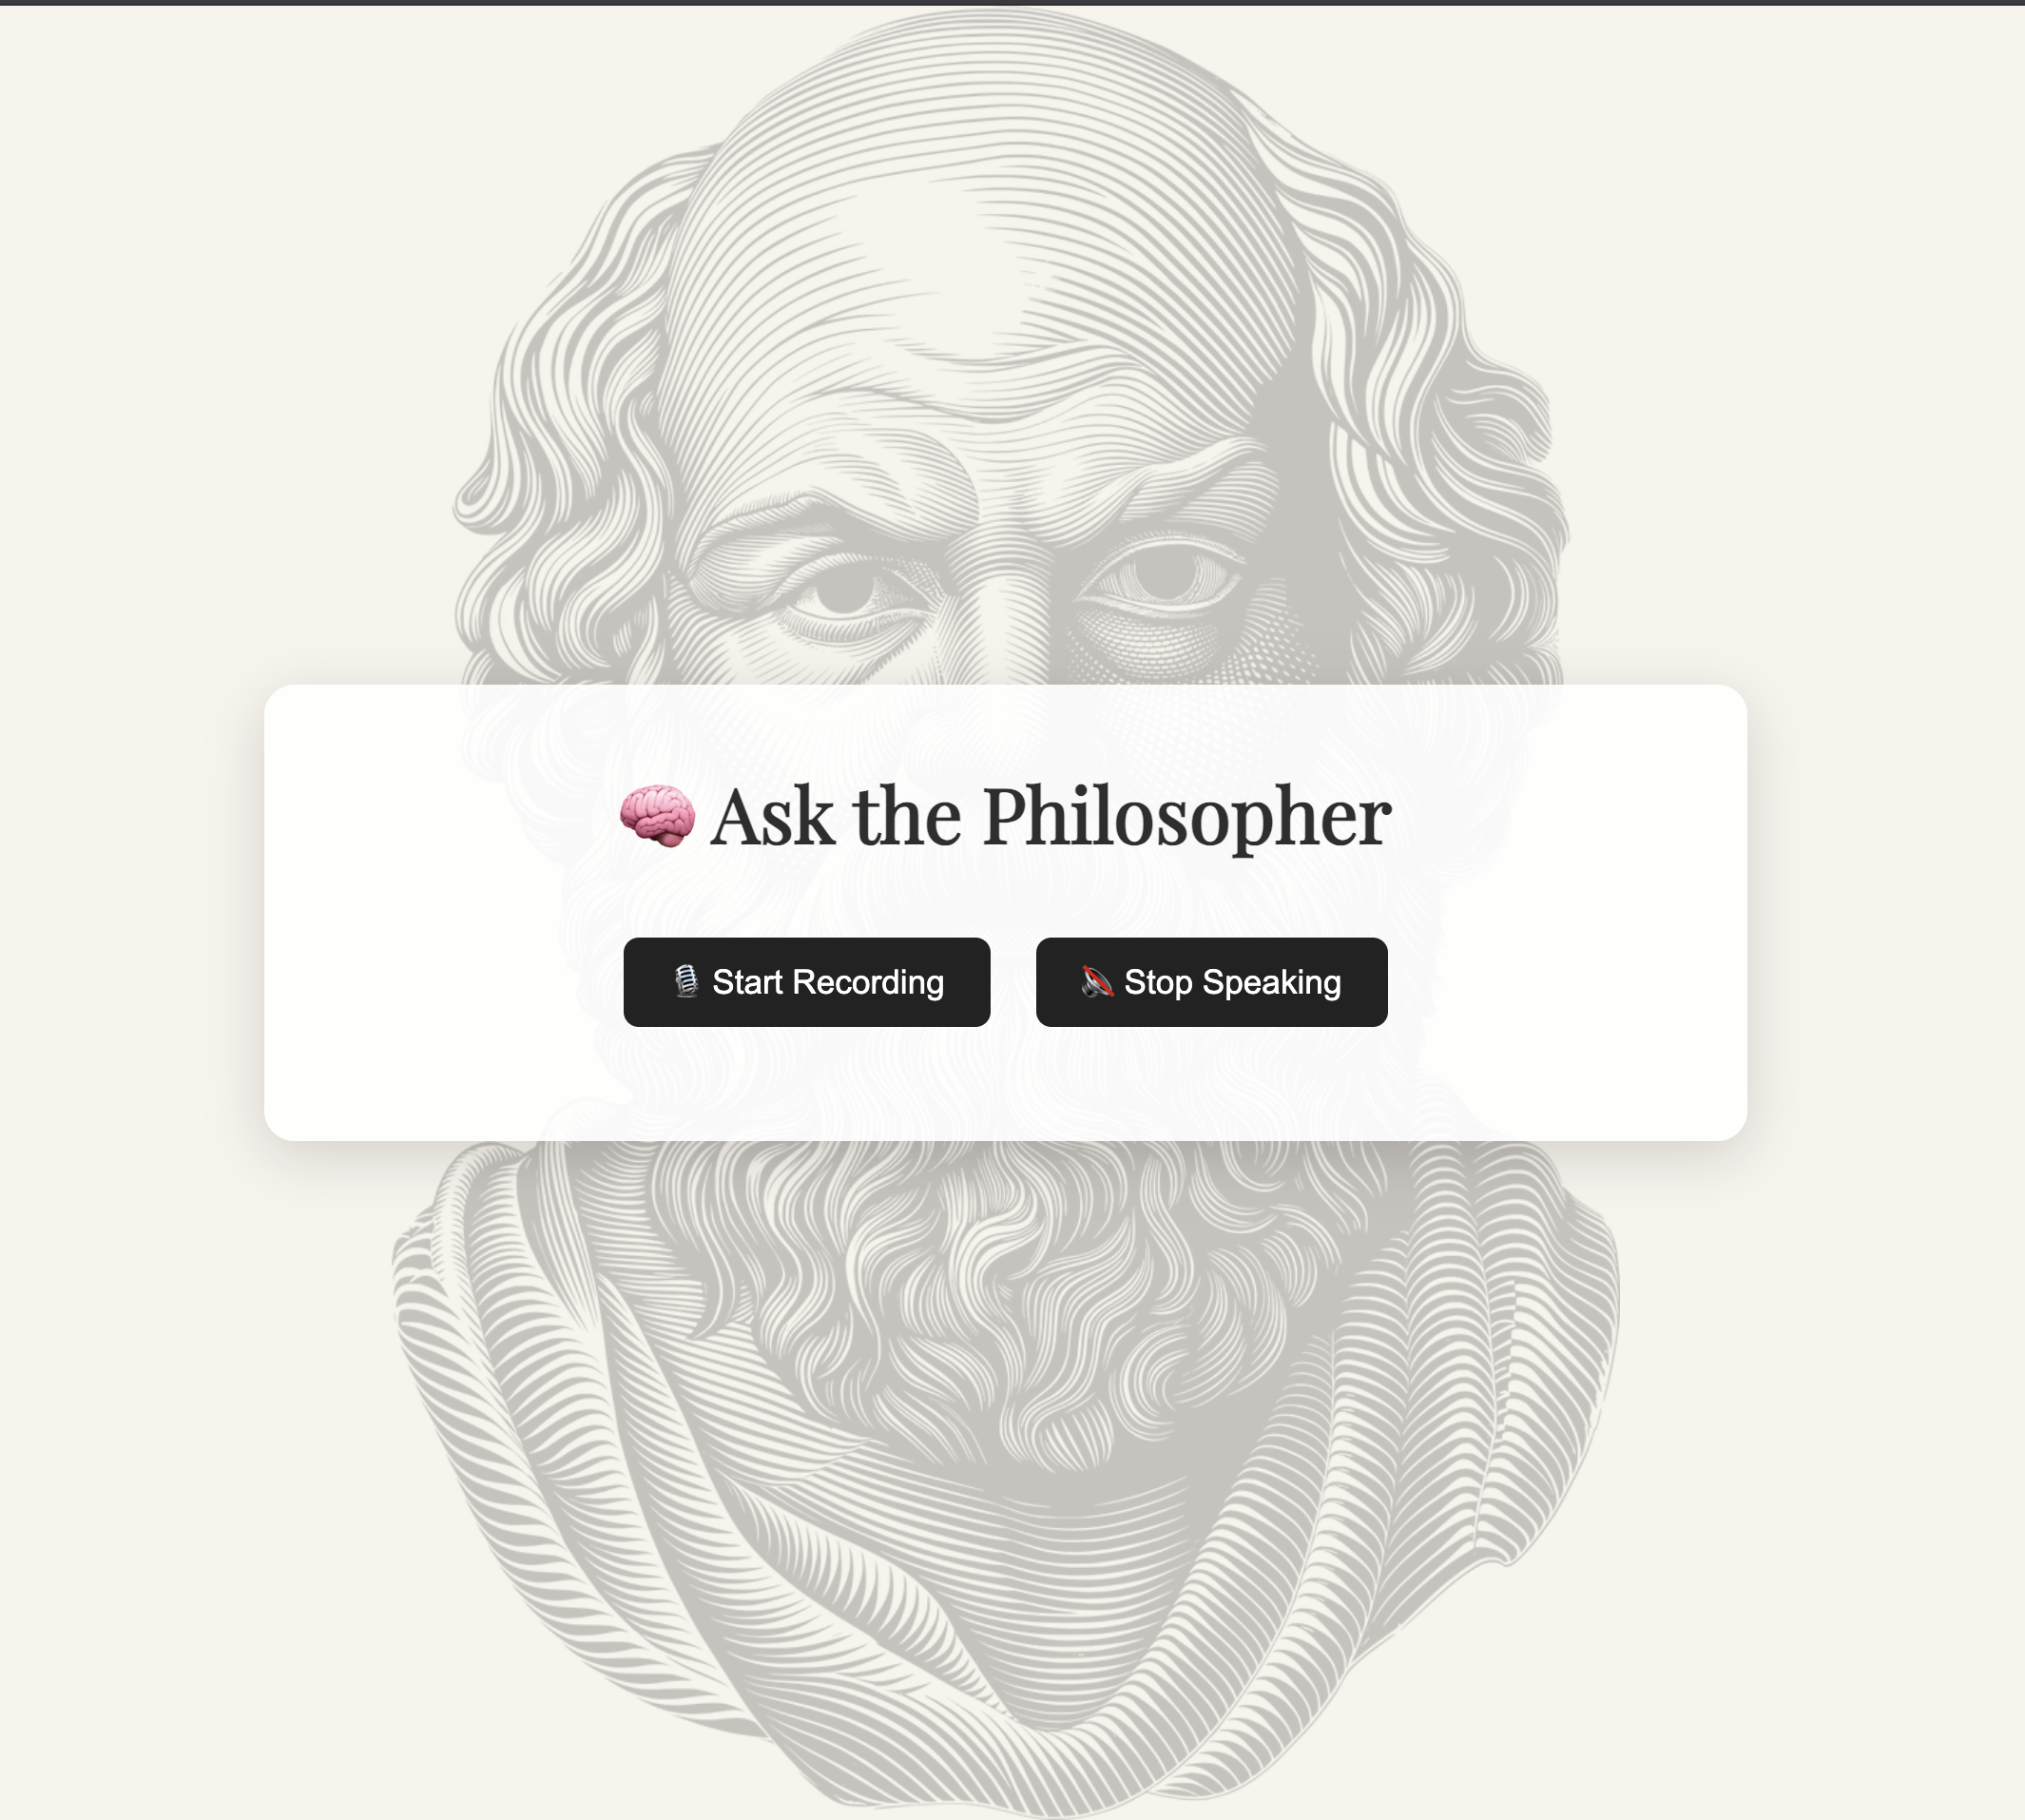 🧠 Ask the Philosopher
🎙️ Start Recording
🔇 Stop Speaking